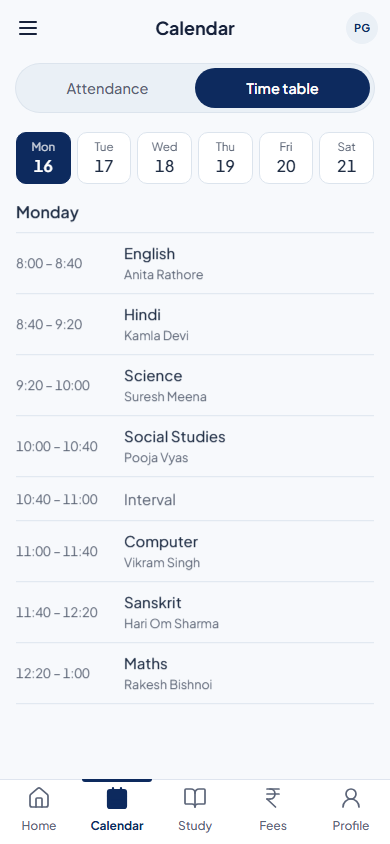 Calendar
PG
Attendance
Time table
Mon
16
Tue
17
Wed
18
Thu
19
Fri
20
Sat
21
Monday
8:00 – 8:40
English
Anita Rathore
8:40 – 9:20
Hindi
Kamla Devi
9:20 – 10:00
Science
Suresh Meena
10:00 – 10:40
Social Studies
Pooja Vyas
10:40 – 11:00
Interval
11:00 – 11:40
Computer
Vikram Singh
11:40 – 12:20
Sanskrit
Hari Om Sharma
12:20 – 1:00
Maths
Rakesh Bishnoi
Home
Calendar
Study
Fees
Profile